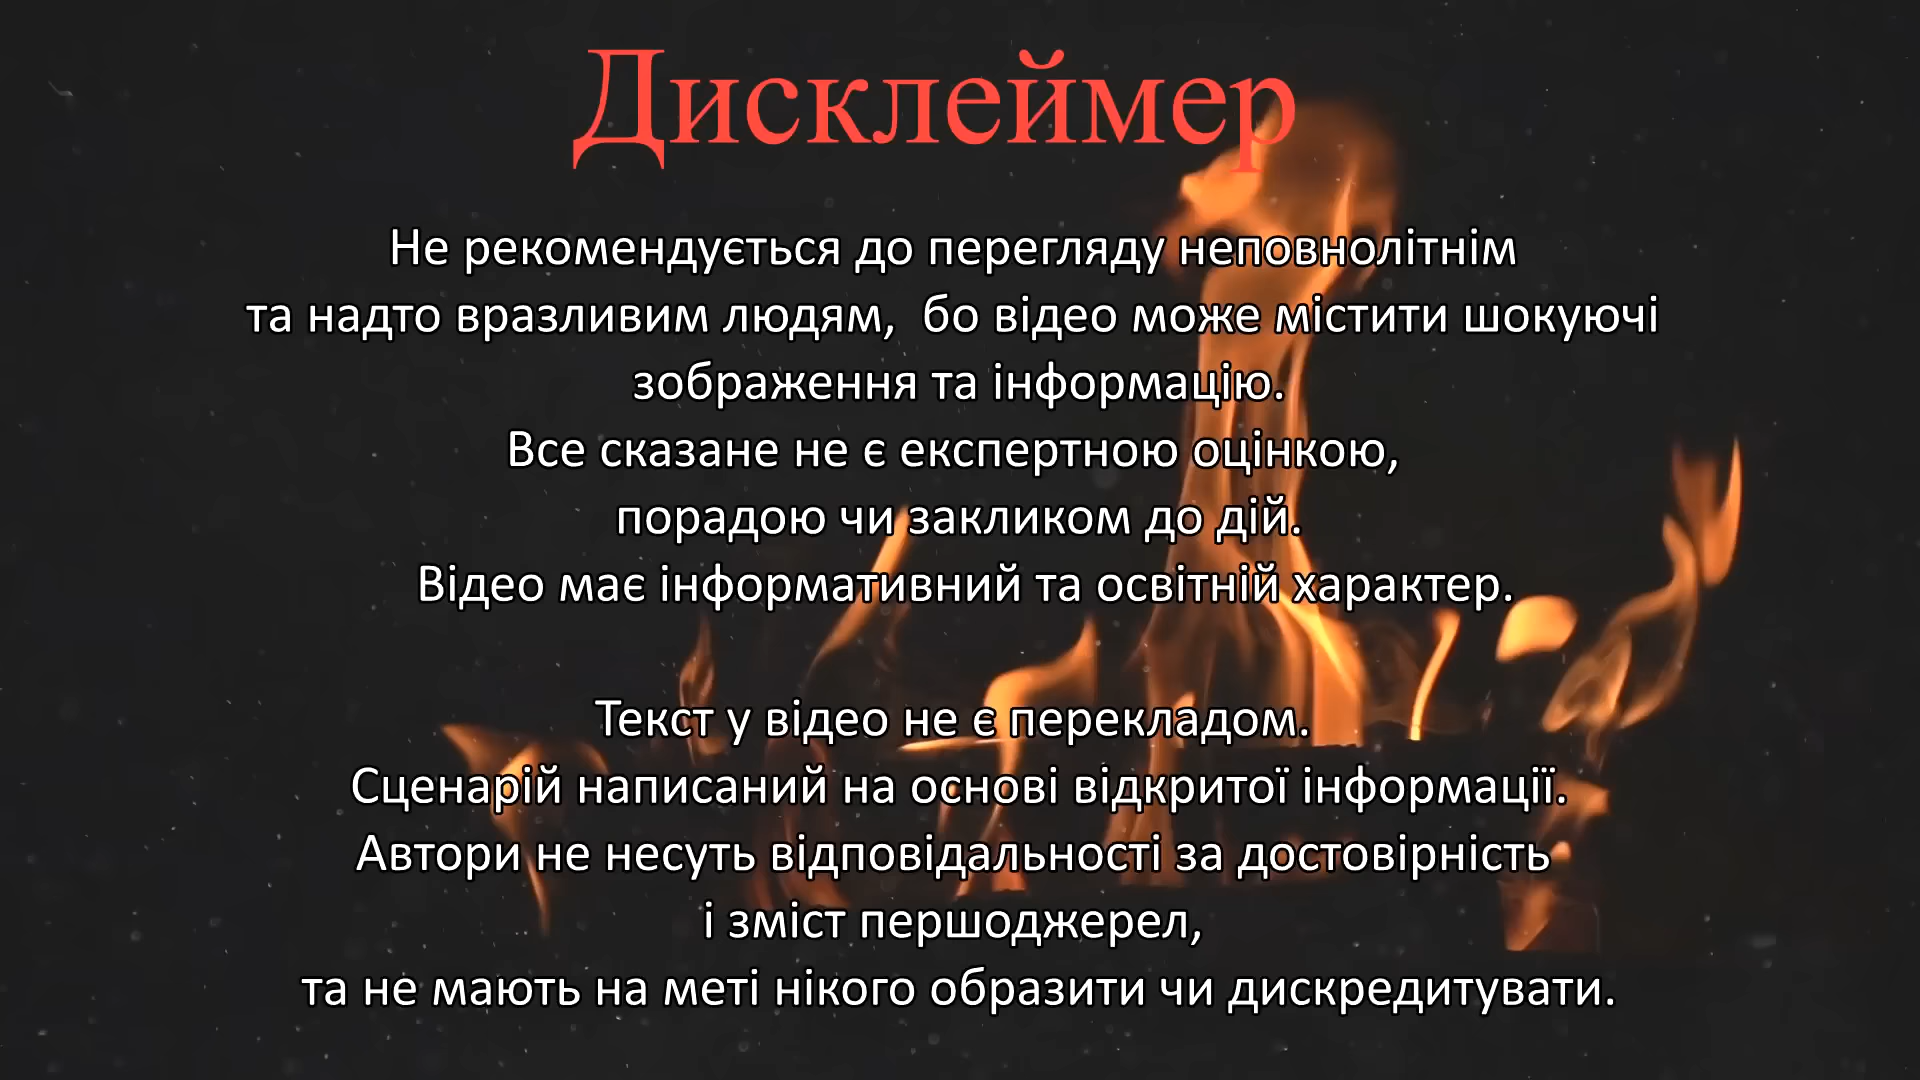 Дисклеймер
Не рекомендується до перегляду неповнолітнім
та надто вразливим людям, бо відео може містити шокуючі
зображення та інформацію.
Все сказане не є експертною оцінкою,
порадою чи закликом до дій.
Відео має інформативний та освітній характер.
Текст у відео не є перекладом.
Сценарій написаний на основі відкритої інформації.
Автори не несуть відповідальності за достовірність
і зміст першоджерел,
та не мають на меті нікого образити чи дискредитувати.